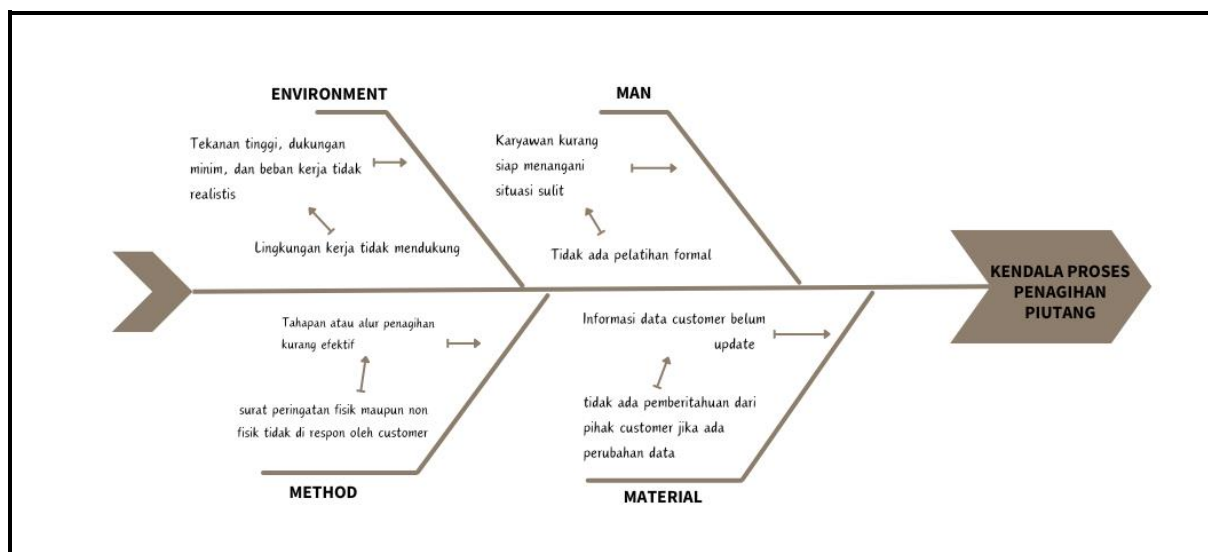 ENVIRONMENT
Tekanan tinggi, dukungan
minim, dan beban kerja tidak
realistis
Lingkungan kerja tidak mendukung
MAN
Karyawan kurang
siap menangani
situasi sulit
Tidak ada pelatihan formal
KENDALA PROSES
PENAGIHAN
PIUTANG
Tahapan atau alur penagihan
kurang efektif
surat peringatan fisik maupun non
fisik tidak di respon oleh customer
METHOD
Informasi data customer belum
update
tidak ada pemberitahuan dari
pihak customer jika ada
perubahan data
MATERIAL